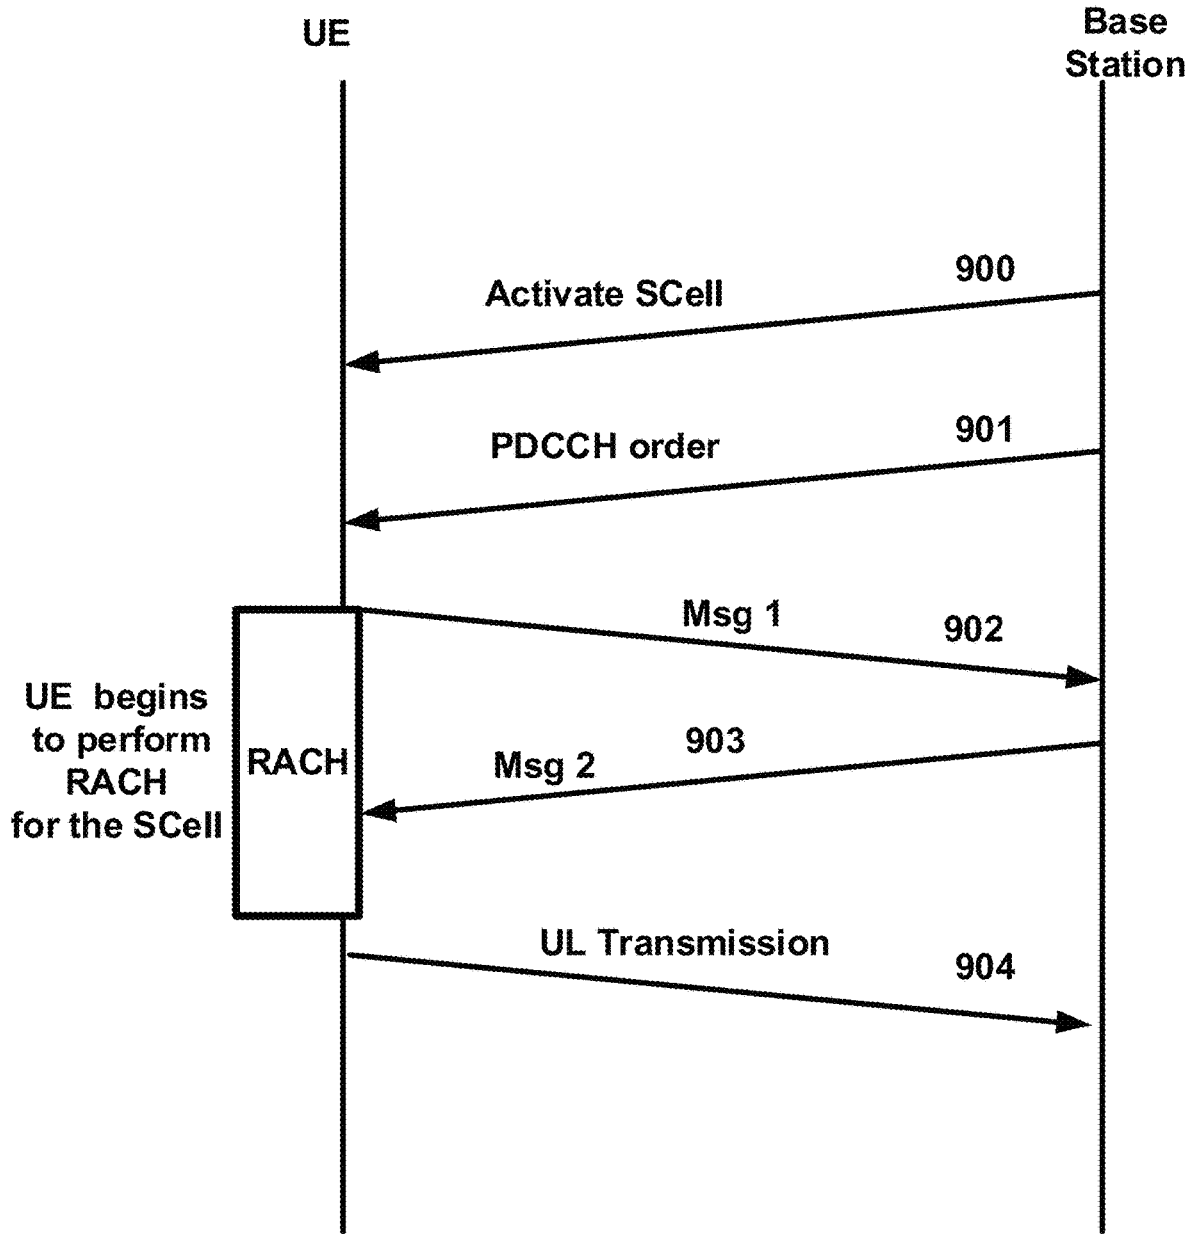 UE
Base
Station
900
Activate SCell
901
PDCCH order
Msg 1
902
UE begins
to perform
RACH
for the SCell
RACH
903
Msg 2
UL Transmission
904